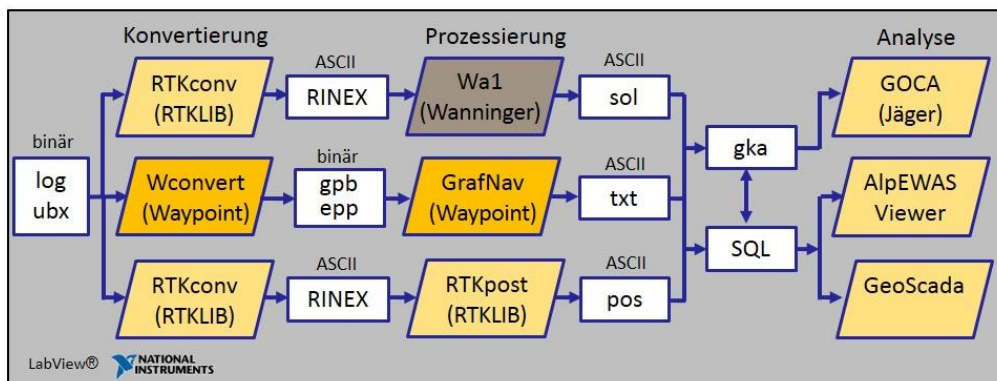 Konvertierung
Prozessierung
Analyse
RTKconv
(RTKLIB)
ASCII
RINEX
Wa1
(Wanninger)
ASCII
sol
GOCA
(Jäger)
binär
log
ubx
Wconvert
(Waypoint)
binär
gpb
epp
GrafNav
(Waypoint)
ASCII
txt
gka
SQL
AlpEWAS
Viewer
RTKconv
(RTKLIB)
ASCII
RINEX
RTKpost
(RTKLIB)
ASCII
pos
GeoScada
LabView®
NATIONAL
INSTRUMENTS